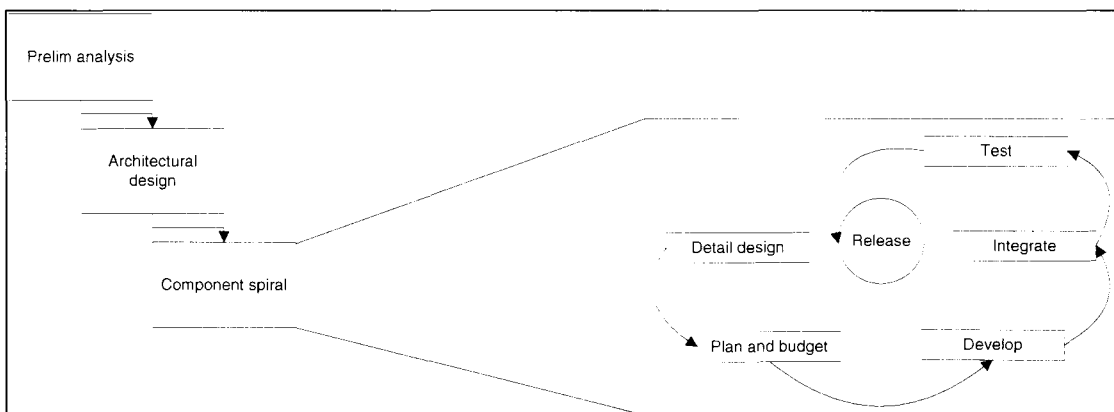 Prelim analysis
Architectural
design
Component spiral
Test
Detail design
Release
Integrate
Plan and budget
Develop